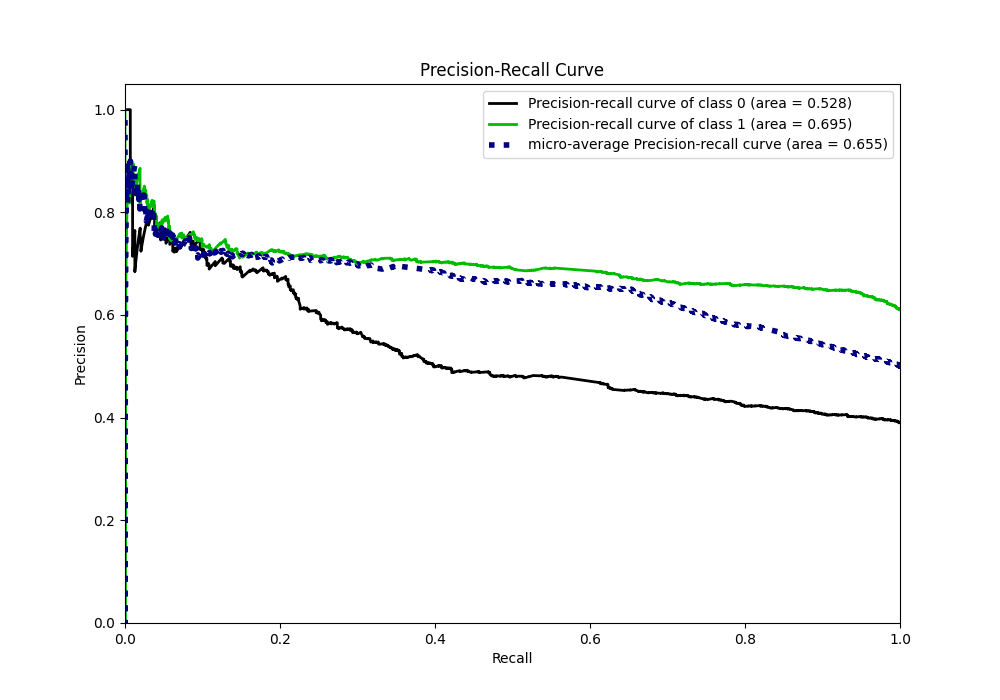 Precision-Recall Curve
Precision-recall curve of class 0 (area = 0.528)
Precision-recall curve of class 1 (area = 0.695)
micro-average Precision-recall curve (area = 0.655)
Precision
1.0
0.8
0.6
0.4
0.2
0.0
0.0 0.2 0.4 0.6 0.8 1.0
Recall